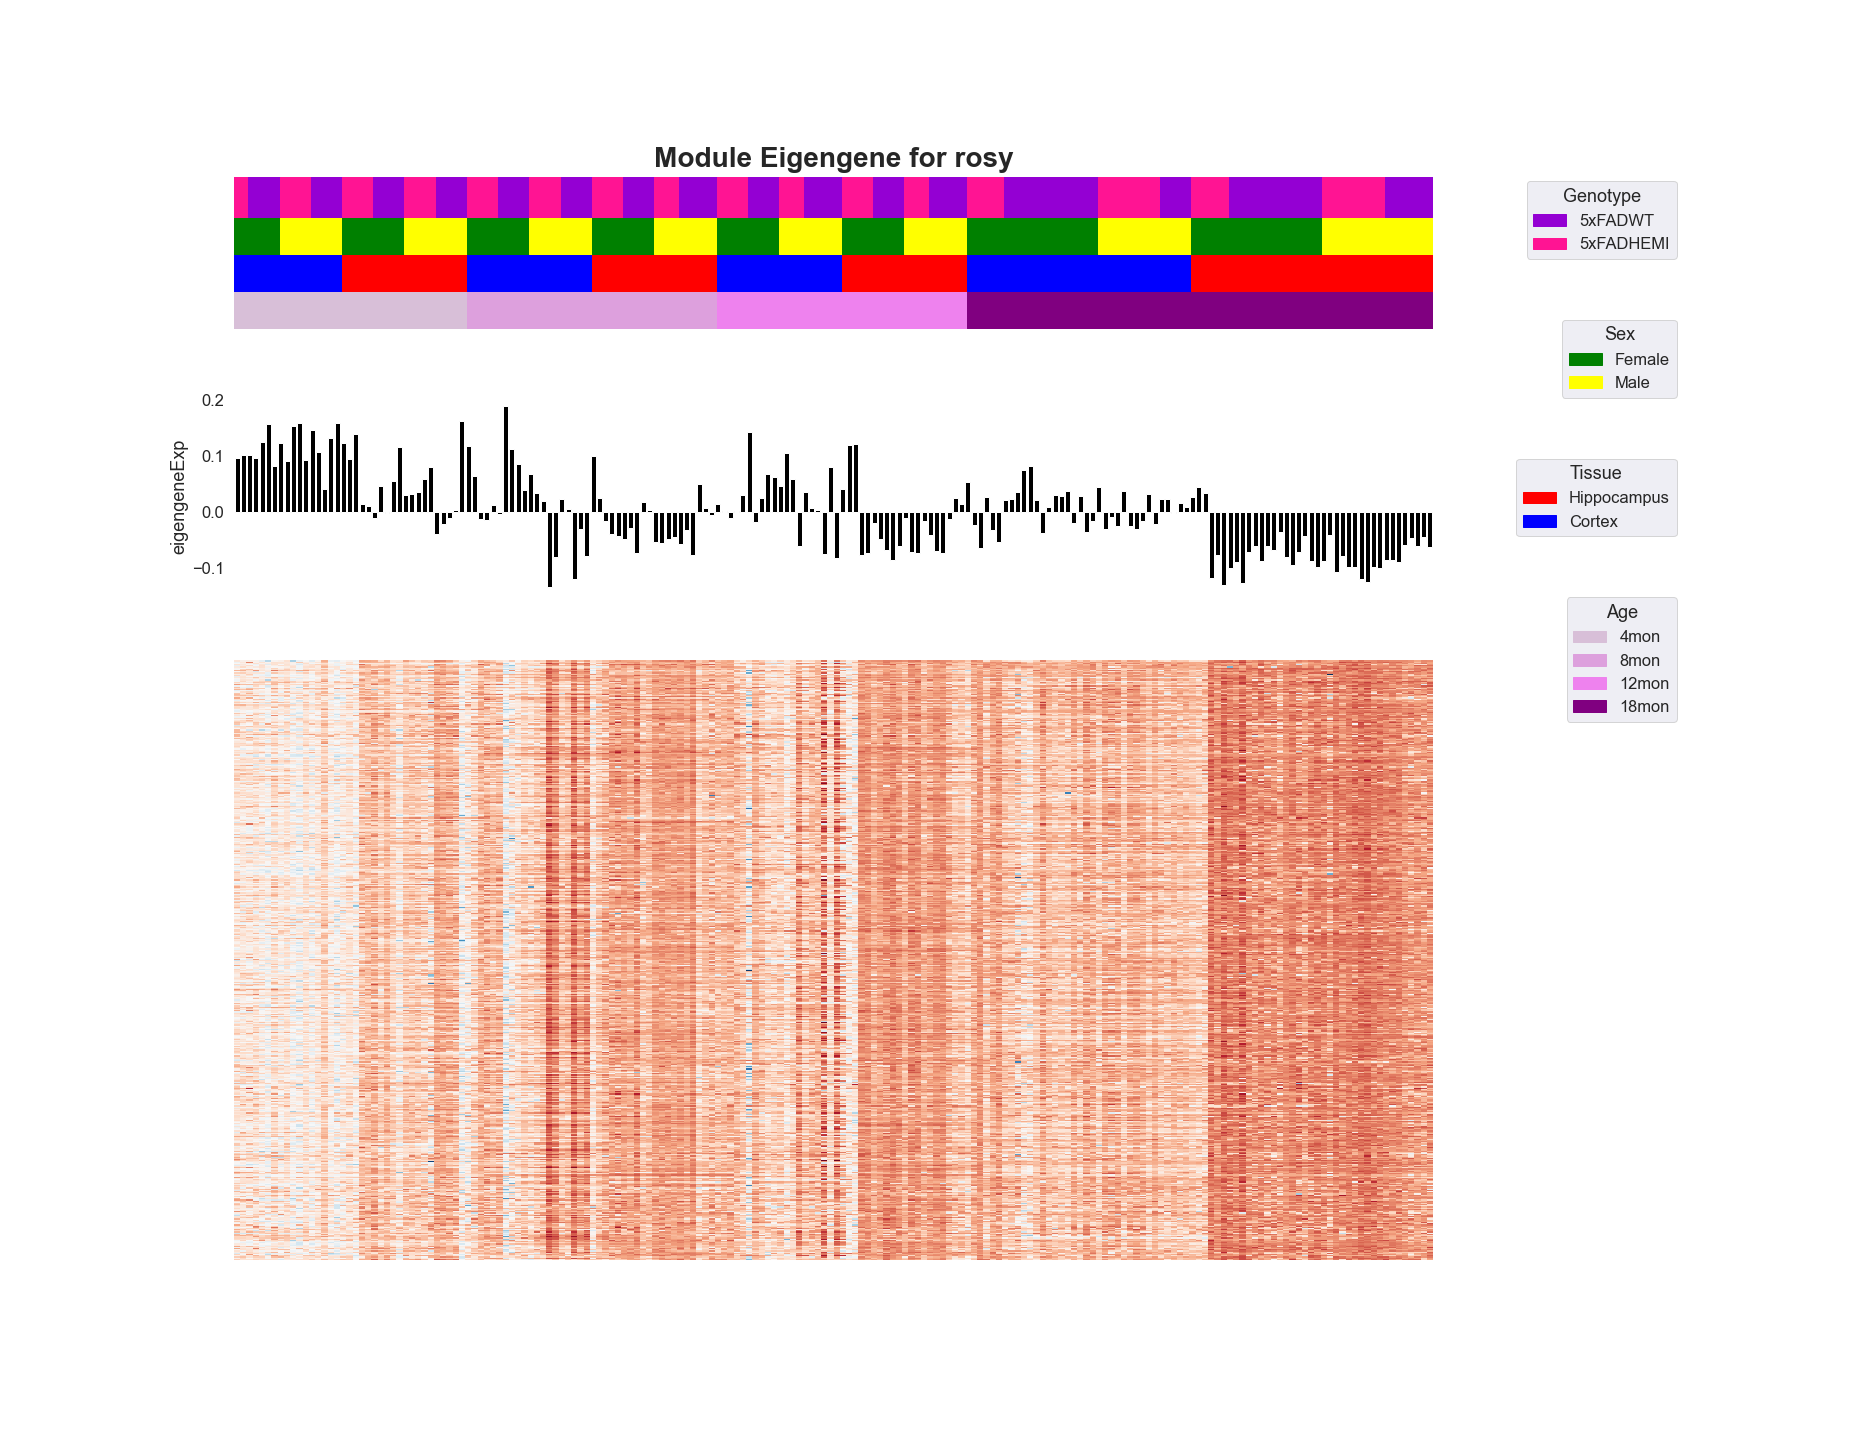 Module Eigengene for rosy
Genotype
5xFADWT
5xFADHEMI
Sex
Female
Male
0.2
0.1
0.0
−0.1
eigengeneExp
Tissue
Hippocampus
Cortex
Age
4mon
8mon
12mon
18mon